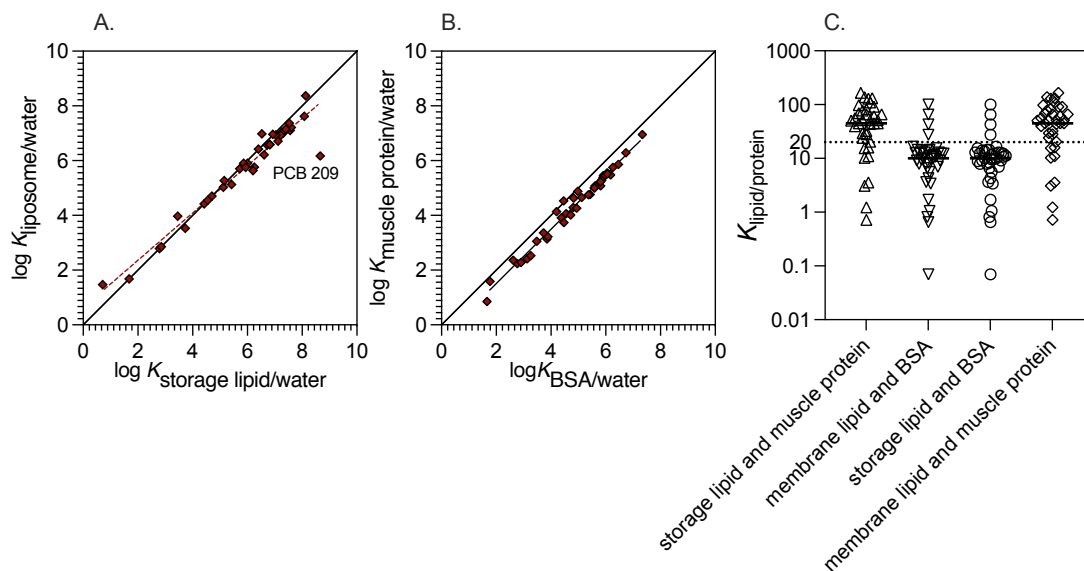 A.
B.
C.
10
8
6
4
2
0
log Kliposome/water
PCB 209
0 2 4 6 8 10
log Kstorage lipid/water
10
8
6
4
2
0
log Kmuscle protein/water
0 2 4 6 8 10
logKBSA/water
1000
100
20
10
1
0.1
0.01
Klipid/protein
storage lipid and muscle protein
membrane lipid and BSA
storage lipid and BSA
membrane lipid and muscle protein